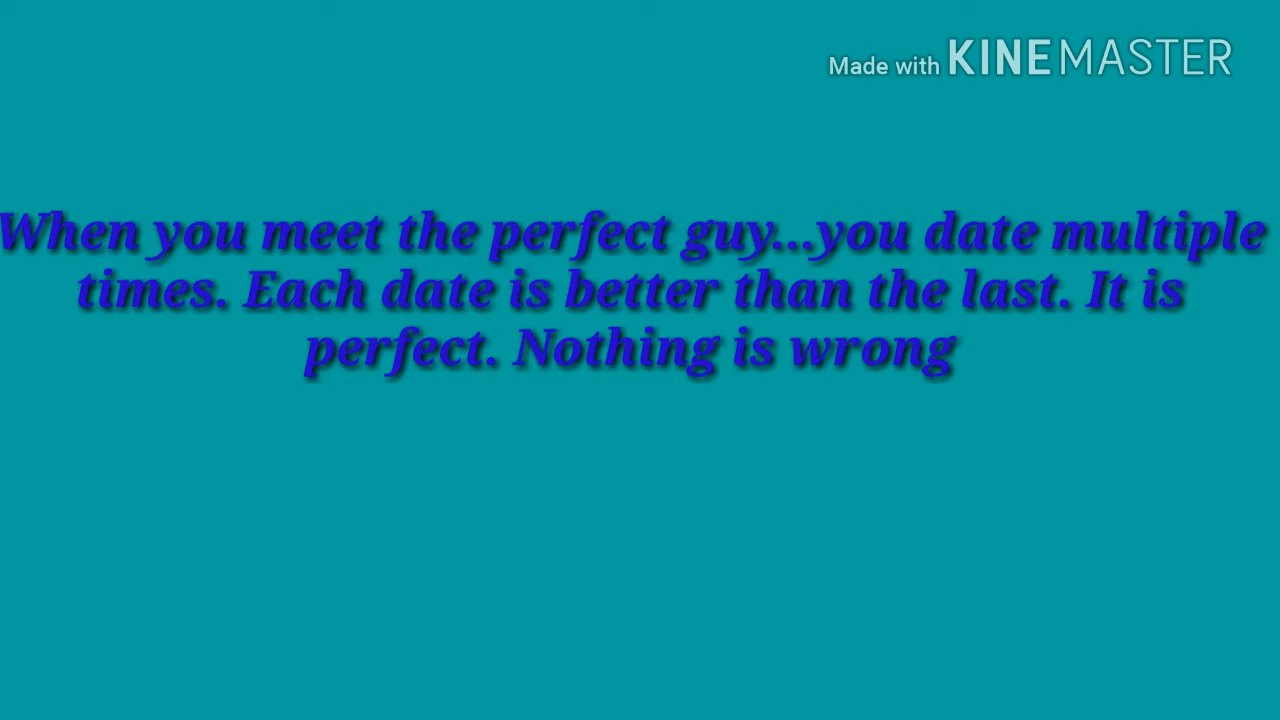 Made with KINEMASTER
When you meet the perfect guy...you date multiple
times. Each date is better than the last. It is
perfect. Nothing is wrong